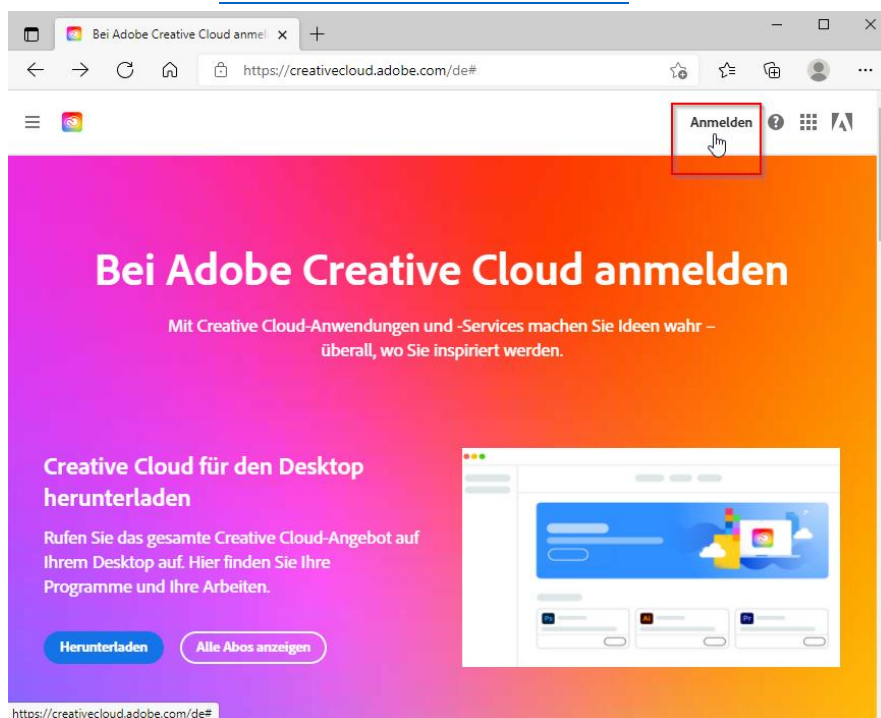 Bei Adobe Creative Cloud anmel
https://creativecloud.adobe.com/de#
Anmelden
Bei Adobe Creative Cloud anmelden
Mit Creative Cloud-Anwendungen und -Services machen Sie Ideen wahr –
überall, wo Sie inspiriert werden.
Creative Cloud für den Desktop
herunterladen
Rufen Sie das gesamte Creative Cloud-Angebot auf
Ihrem Desktop auf. Hier finden Sie Ihre
Programme und Ihre Arbeiten.
Ps Ai Pr
Herunterladen Alle Abos anzeigen
https://creativecloud.adobe.com/de#